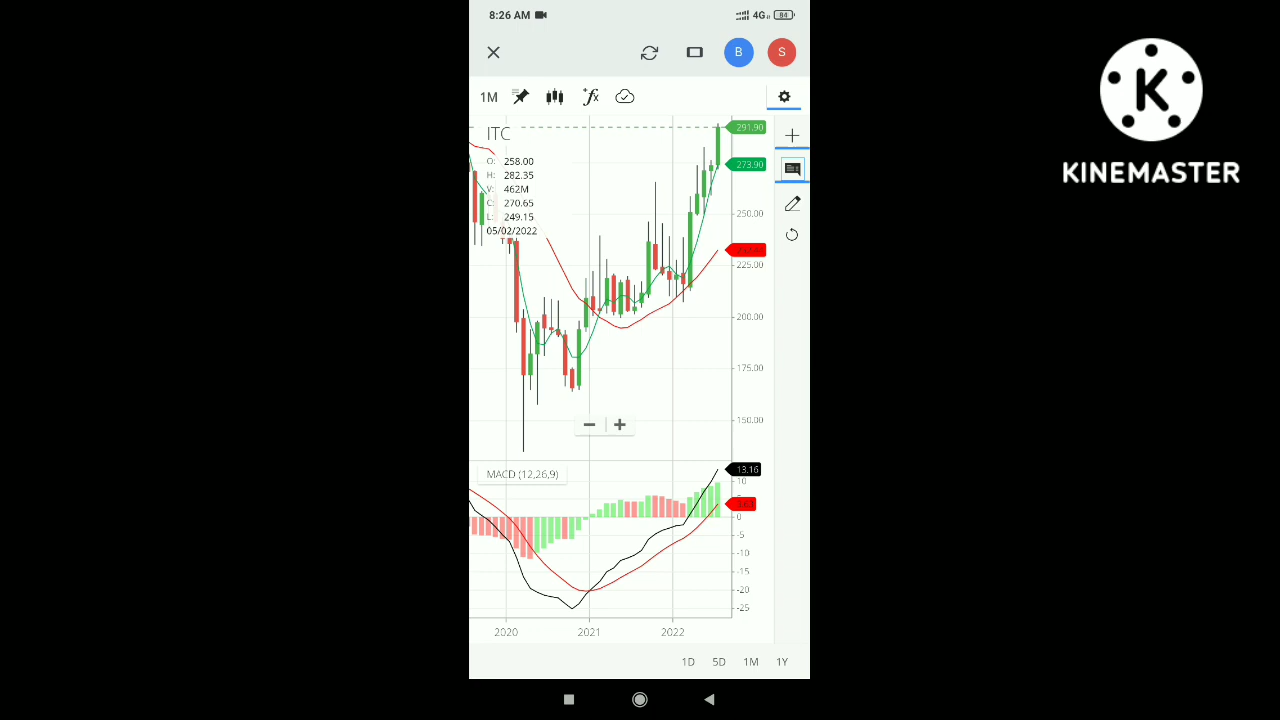 8:26 AM 4G 84
B S
1M fx
ITC
O: 258.00
H: 282.35
V: 462M
C: 270.65
L: 249.15
05/02/2022
T
291.90
273.90
250.00
225.00
200.00
175.00
150.00
MACD (12,26,9)
13.16
10
0
-5
-10
-15
-20
-25
2020 2021 2022
1D 5D 1M 1Y
K
KINEMASTER